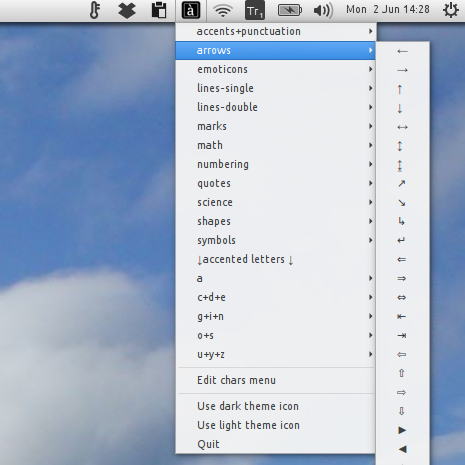 à
Tr1
Mon 2 Jun 14:28
accents+punctuation
arrows
emoticons
lines-single
lines-double
marks
math
numbering
quotes
science
shapes
symbols
↓accented letters ↓
a
c+d+e
g+i+n
o+s
u+y+z
Edit chars menu
Use dark theme icon
Use light theme icon
Quit
←
→
↑
↓
↔
↕
↨
↗
↘
↳
↵
⇐
⇒
⇔
⇤
⇥
⇦
⇧
⇨
⇩
▶
◀